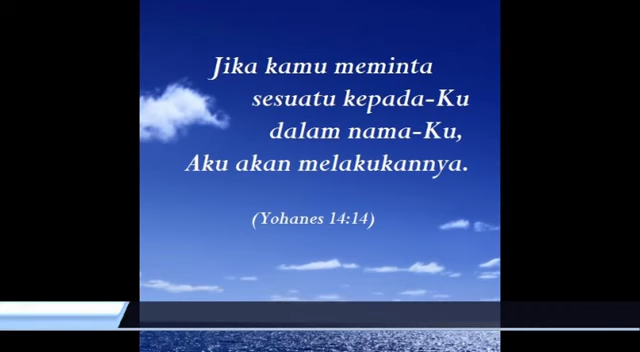 Jika kamu meminta
sesuatu kepada-Ku
dalam nama-Ku,
Aku akan melakukannya.
(Yohanes 14:14)